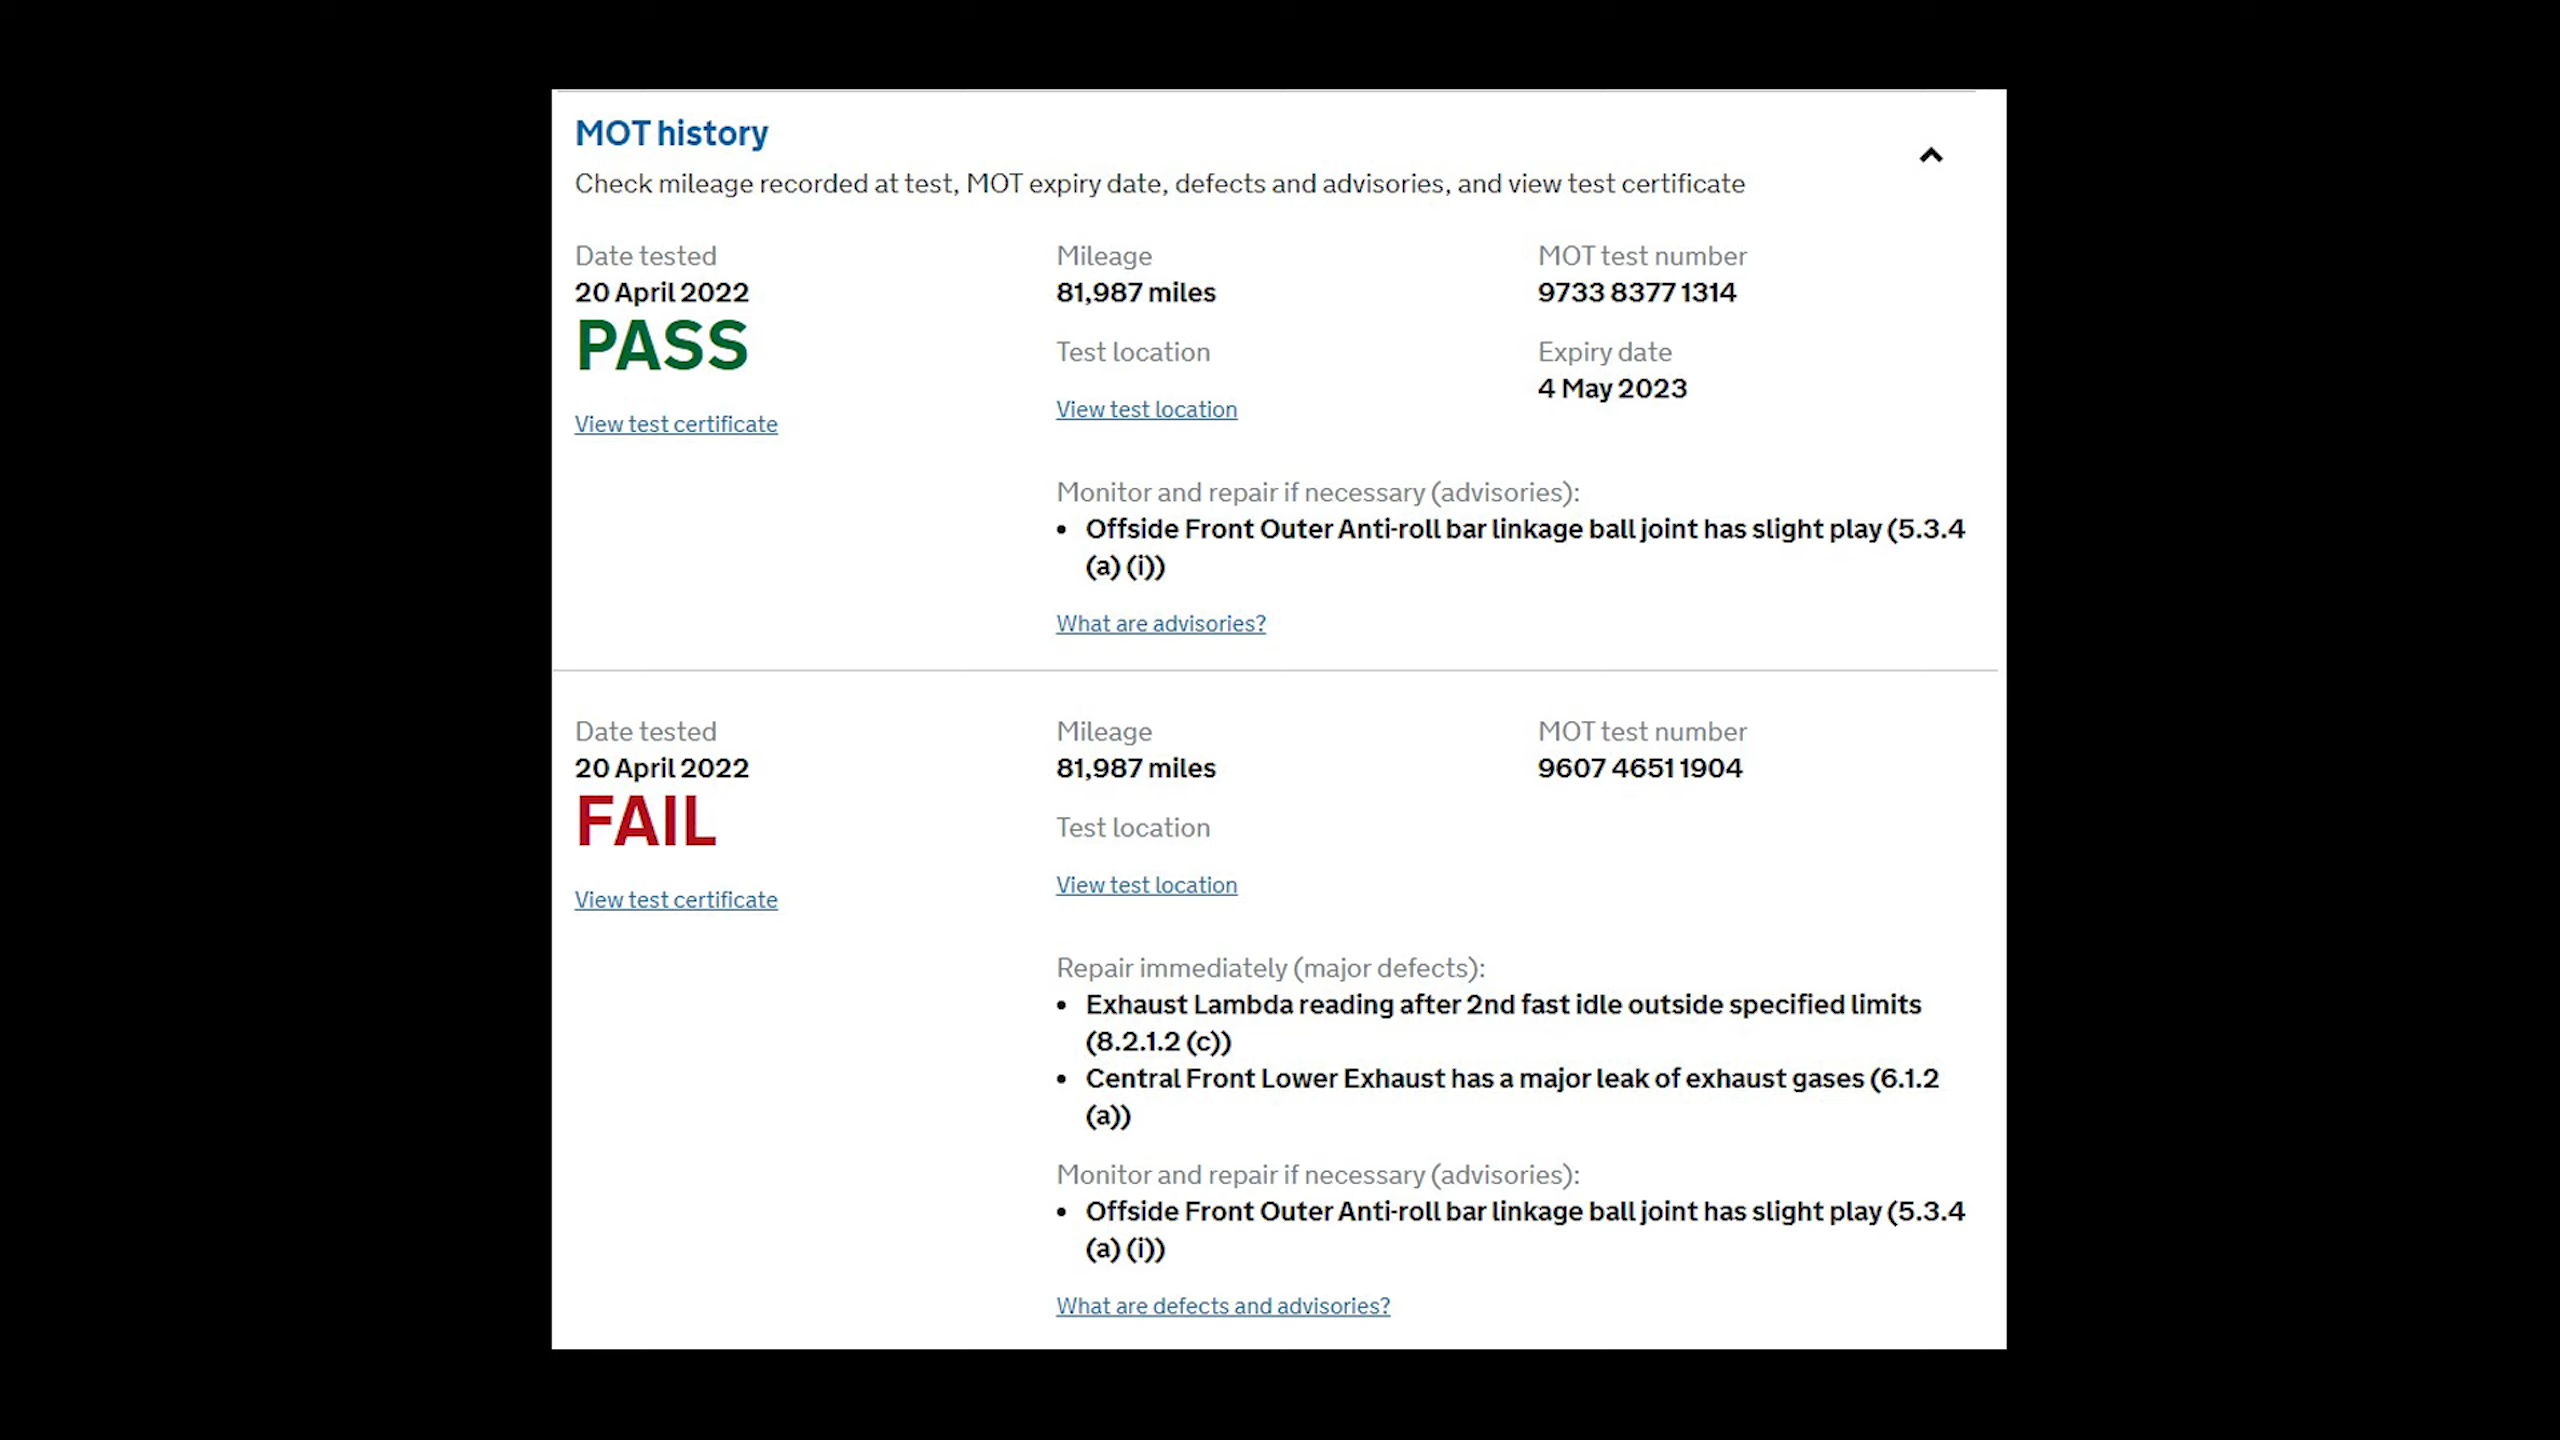 MOT history
Check mileage recorded at test, MOT expiry date, defects and advisories, and view test certificate
Date tested
20 April 2022
PASS
View test certificate
Mileage
81,987 miles
Test location
View test location
MOT test number
9733 8377 1314
Expiry date
4 May 2023
Monitor and repair if necessary (advisories):
• Offside Front Outer Anti-roll bar linkage ball joint has slight play (5.3.4
(a) (i))
What are advisories?
Date tested
20 April 2022
FAIL
View test certificate
Mileage
81,987 miles
Test location
View test location
MOT test number
9607 4651 1904
Repair immediately (major defects):
• Exhaust Lambda reading after 2nd fast idle outside specified limits
(8.2.1.2 (c))
• Central Front Lower Exhaust has a major leak of exhaust gases (6.1.2
(a))
Monitor and repair if necessary (advisories):
• Offside Front Outer Anti-roll bar linkage ball joint has slight play (5.3.4
(a) (i))
What are defects and advisories?